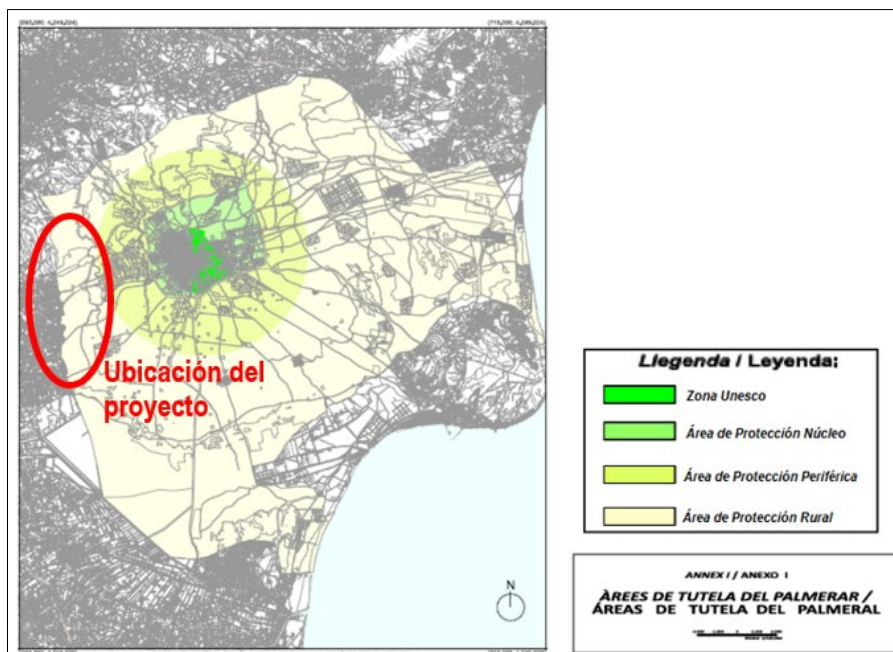 Ubicación del
proyecto
Llegenda / Leyenda:
Zona Unesco
Área de Protección Núcleo
Área de Protección Periférica
Área de Protección Rural
N
ANNEX I / ANEXO I
ÀREES DE TUTELA DEL PALMERAR /
ÁREAS DE TUTELA DEL PALMERAL